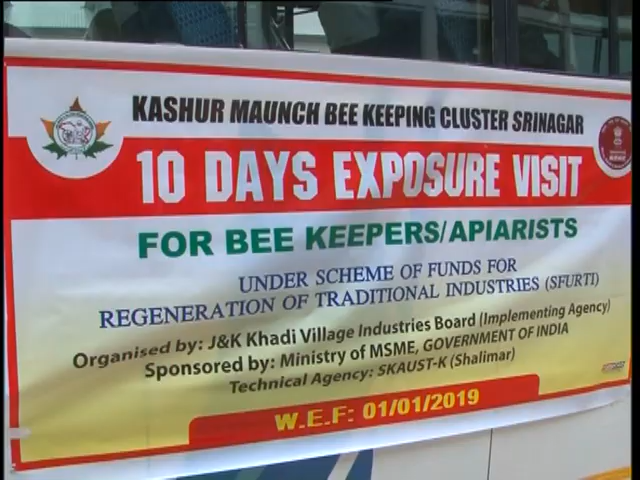 KASHUR MAUNCH BEE KEEPING CLUSTER SRINAGAR
10 DAYS EXPOSURE VISIT
FOR BEE KEEPERS/APIARISTS
UNDER SCHEME OF FUNDS FOR
REGENERATION OF TRADITIONAL INDUSTRIES (SFURTI)
Organised by: J&K Khadi Village Industries Board (Implementing Agency)
Sponsored by: Ministry of MSME, GOVERNMENT OF INDIA
Technical Agency: SKAUST-K (Shalimar)
W.E.F: 01/01/2019